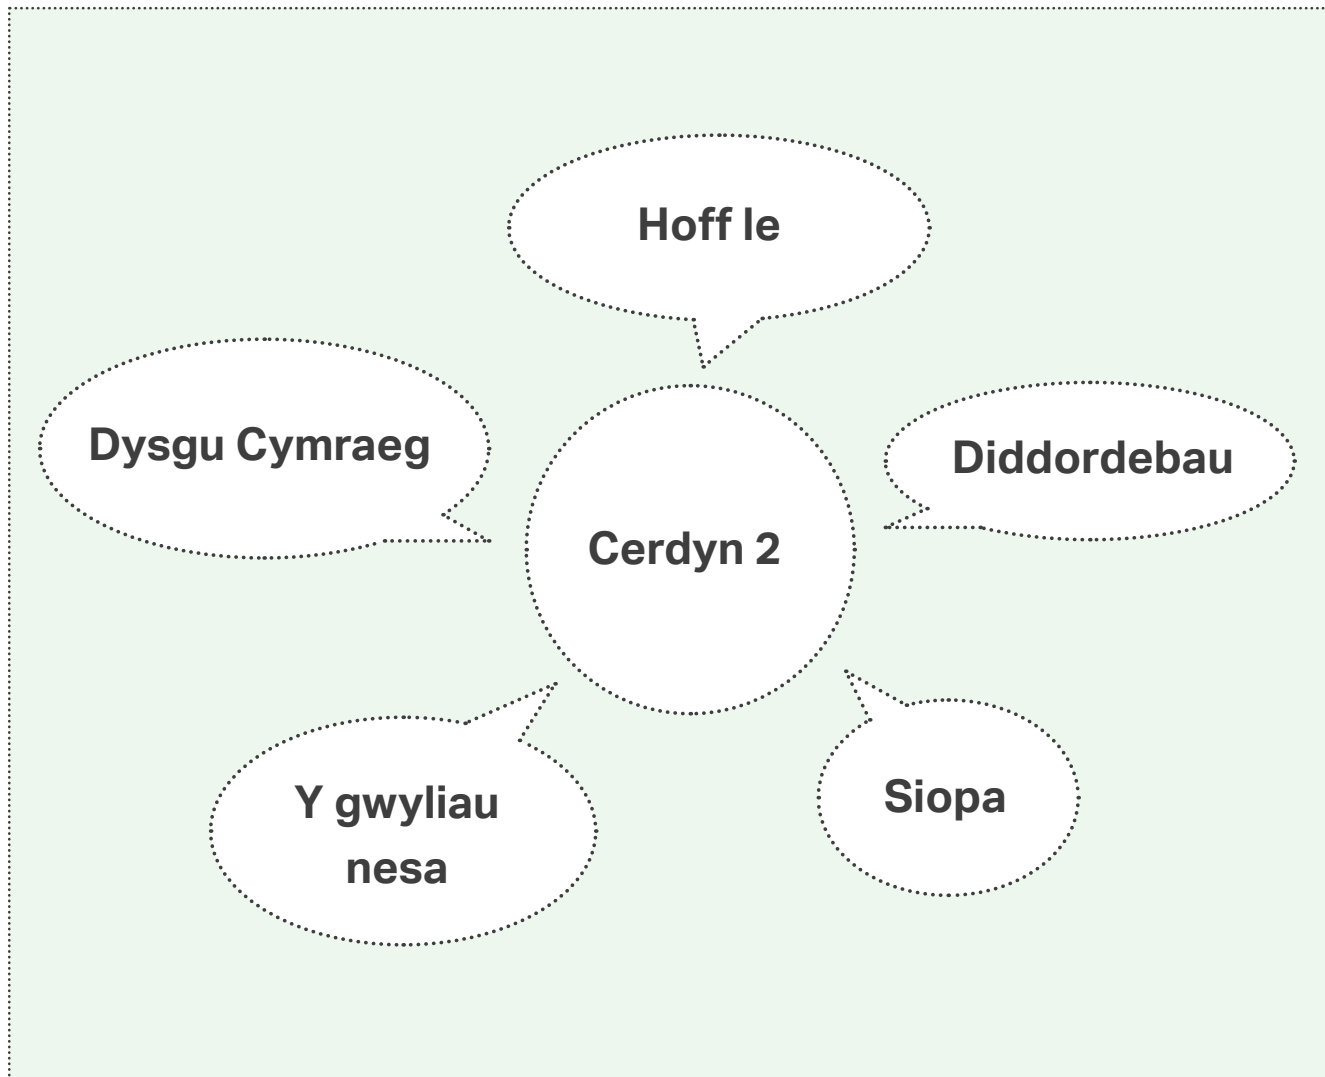 Hoff le
Dysgu Cymraeg
Diddordebau
Cerdyn 2
Y gwyliau
nesa
Siopa